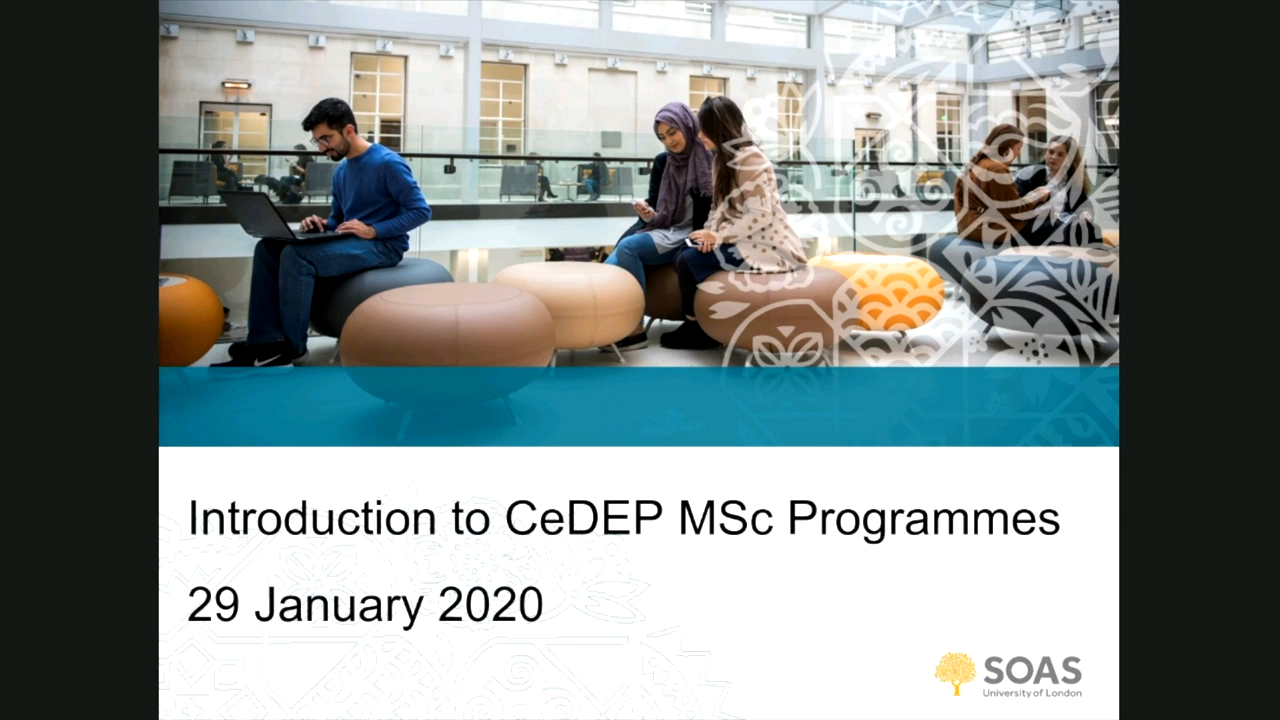 Introduction to CeDEP MSc Programmes
29 January 2020
SOAS
University of London